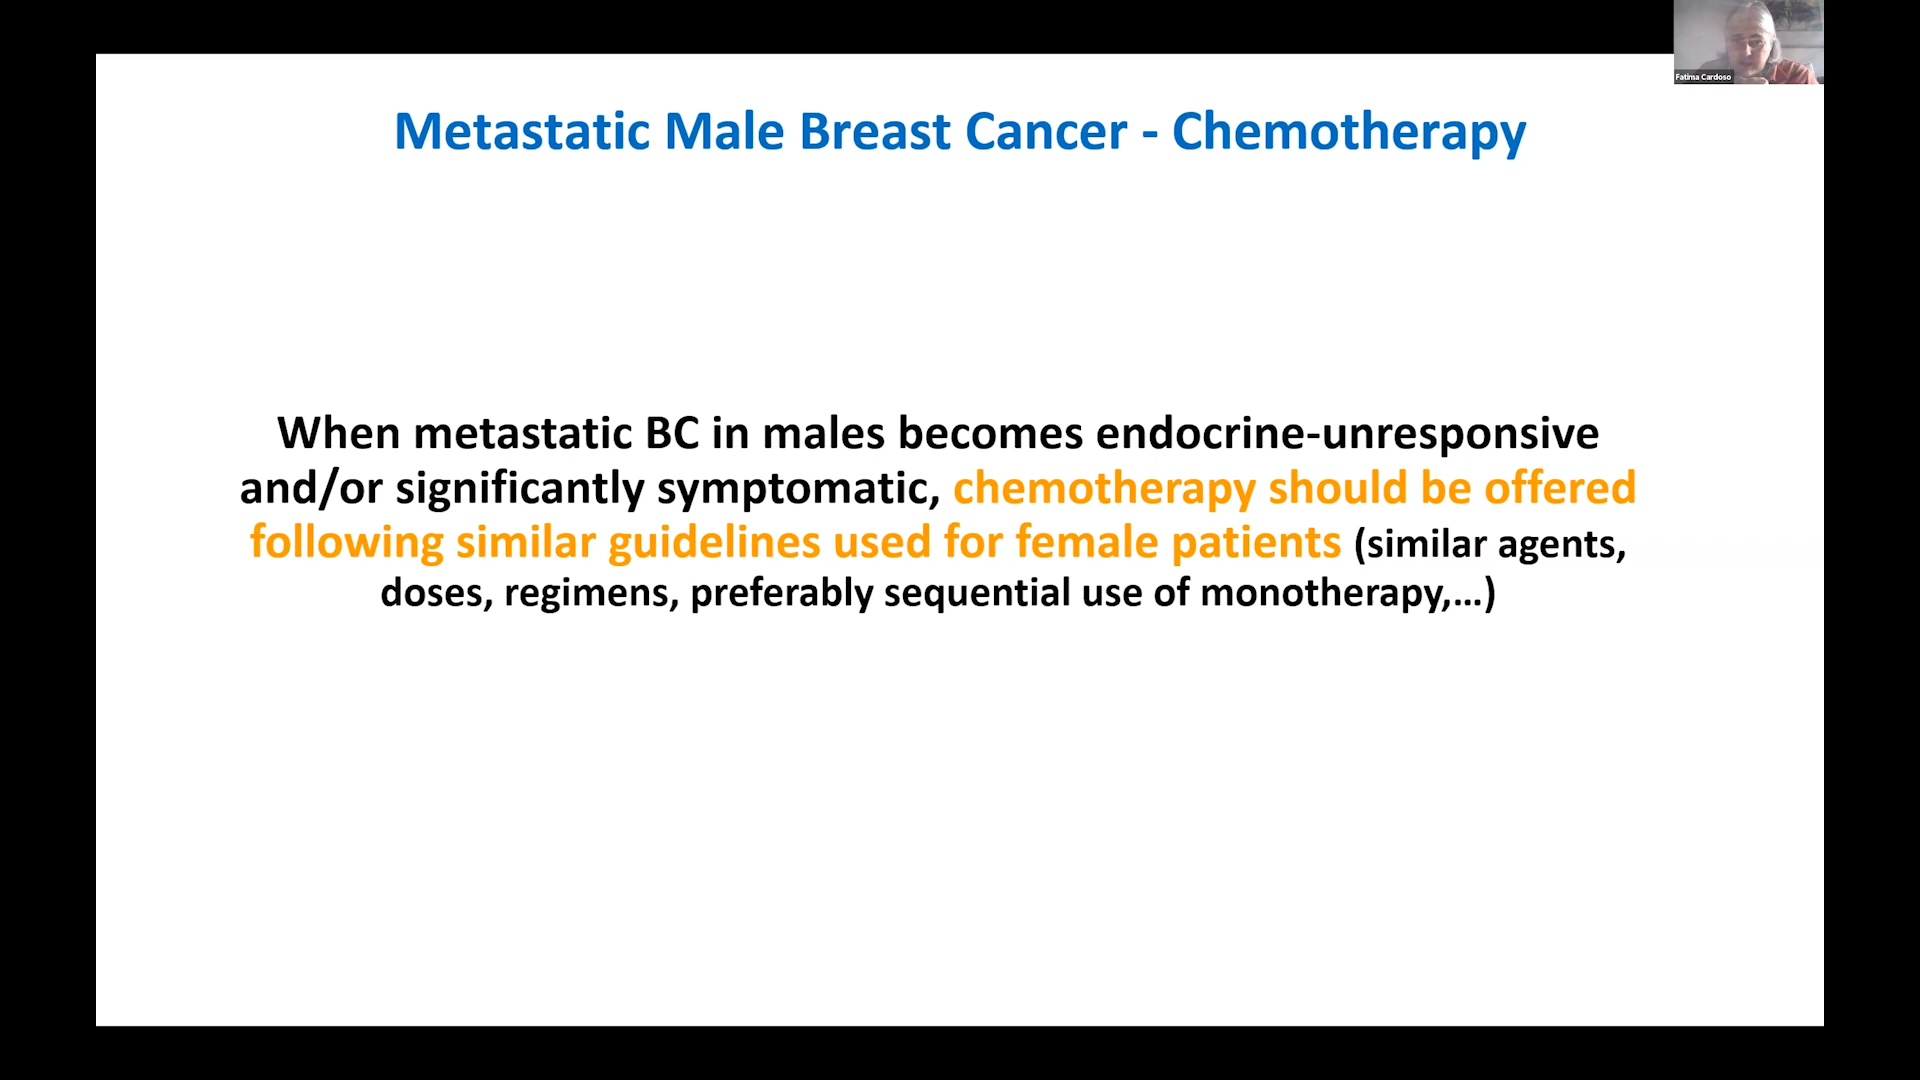 Fatima Cardoso
Metastatic Male Breast Cancer - Chemotherapy
When metastatic BC in males becomes endocrine-unresponsive
and/or significantly symptomatic, chemotherapy should be offered
following similar guidelines used for female patients (similar agents,
doses, regimens, preferably sequential use of monotherapy,...)